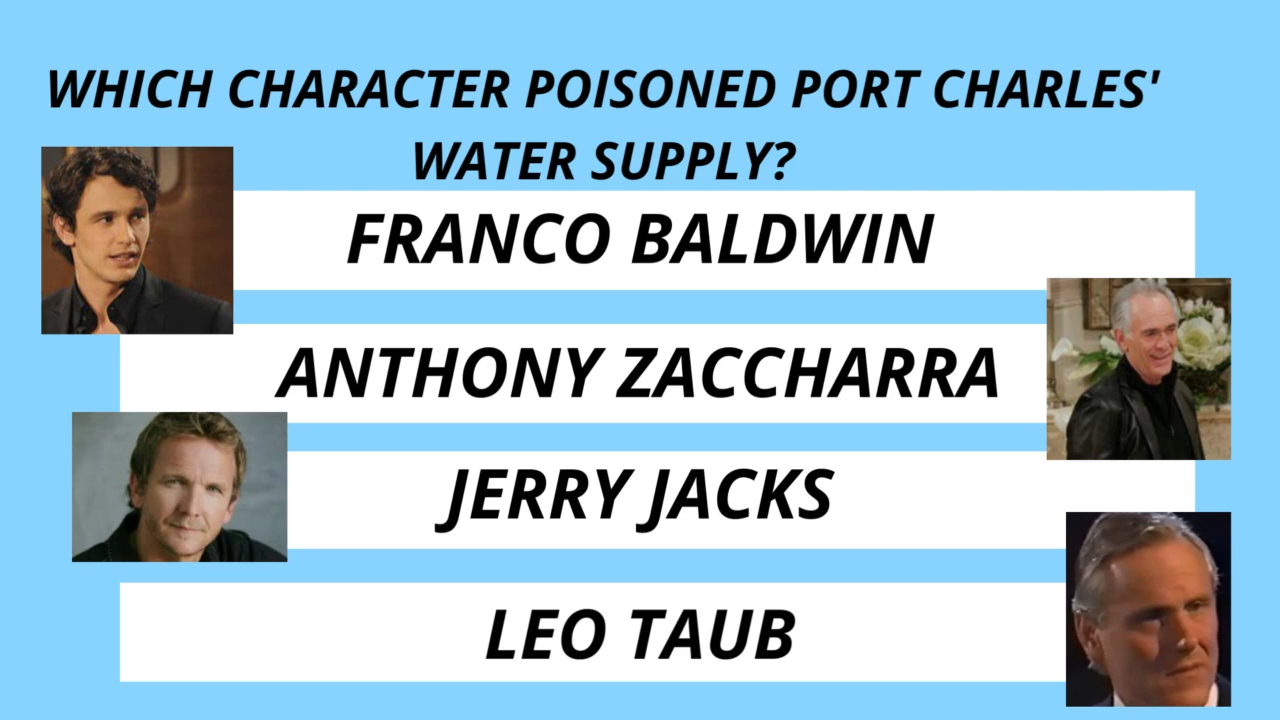 WHICH CHARACTER POISONED PORT CHARLES'
WATER SUPPLY?
FRANCO BALDWIN
ANTHONY ZACCHARRA
JERRY JACKS
LEO TAUB